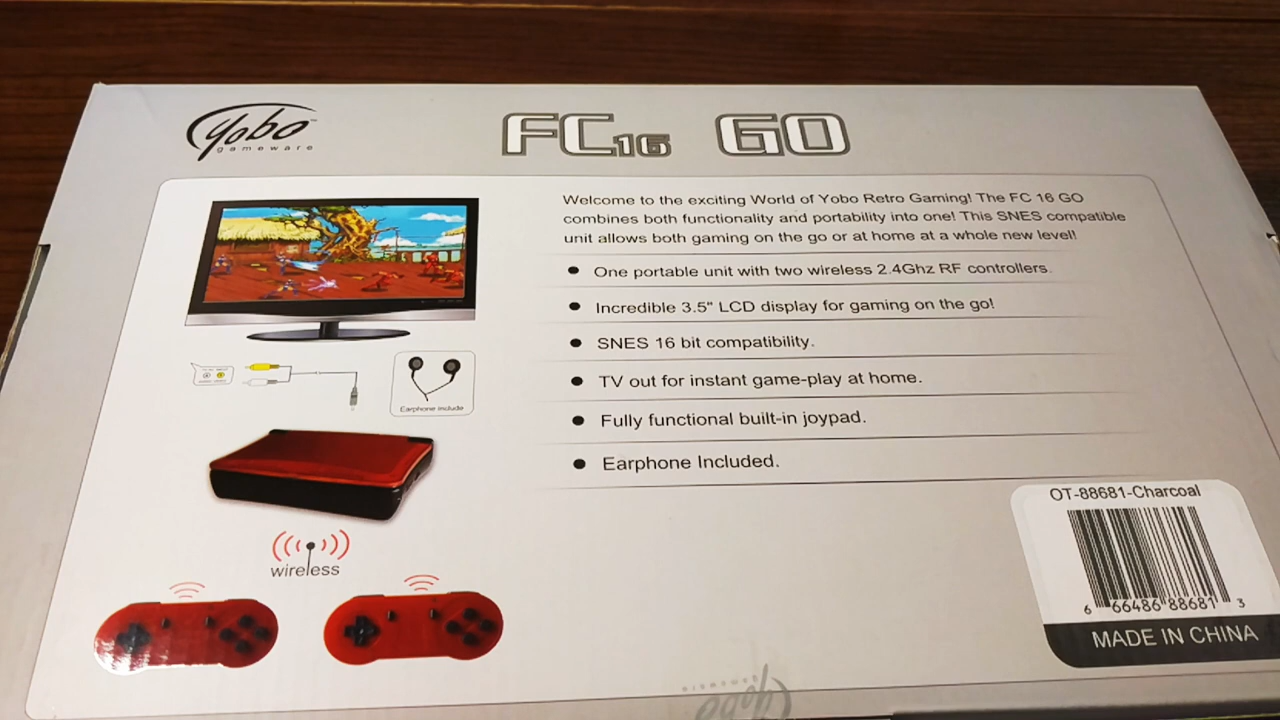 Yobo™
gameware
FC16 GO
Welcome to the exciting World of Yobo Retro Gaming! The FC 16 GO
combines both functionality and portability into one! This SNES compatible
unit allows both gaming on the go or at home at a whole new level!
● One portable unit with two wireless 2.4Ghz RF controllers.
● Incredible 3.5" LCD display for gaming on the go!
● SNES 16 bit compatibility.
● TV out for instant game-play at home.
● Fully functional built-in joypad.
● Earphone Included.
Earphone include
wireless
OT-88681-Charcoal
6 66486 88681 3
MADE IN CHINA
Yobo
gameware